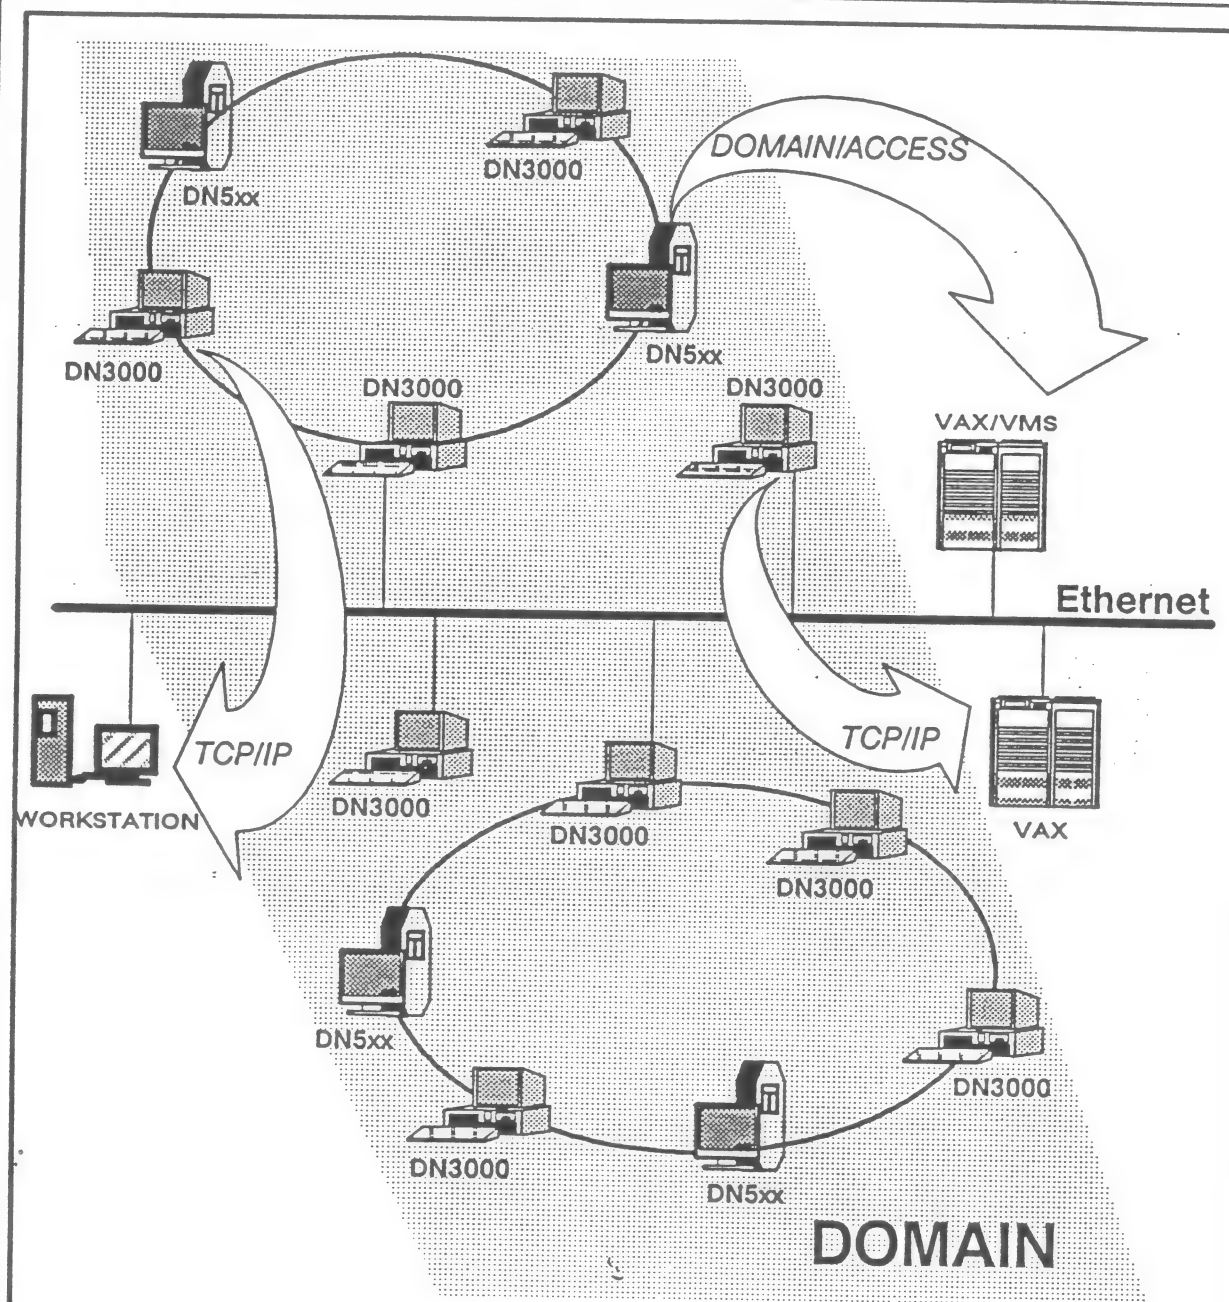 DN5xx
DN3000
DOMAIN/ACCESS
DN3000
DN5xx
DN3000
DN3000
VAX/VMS
Ethernet
TCP/IP
TCP/IP
WORKSTATION
DN3000
DN3000
DN3000
VAX
DN5xx
DN3000
DN3000
DN5xx
DOMAIN